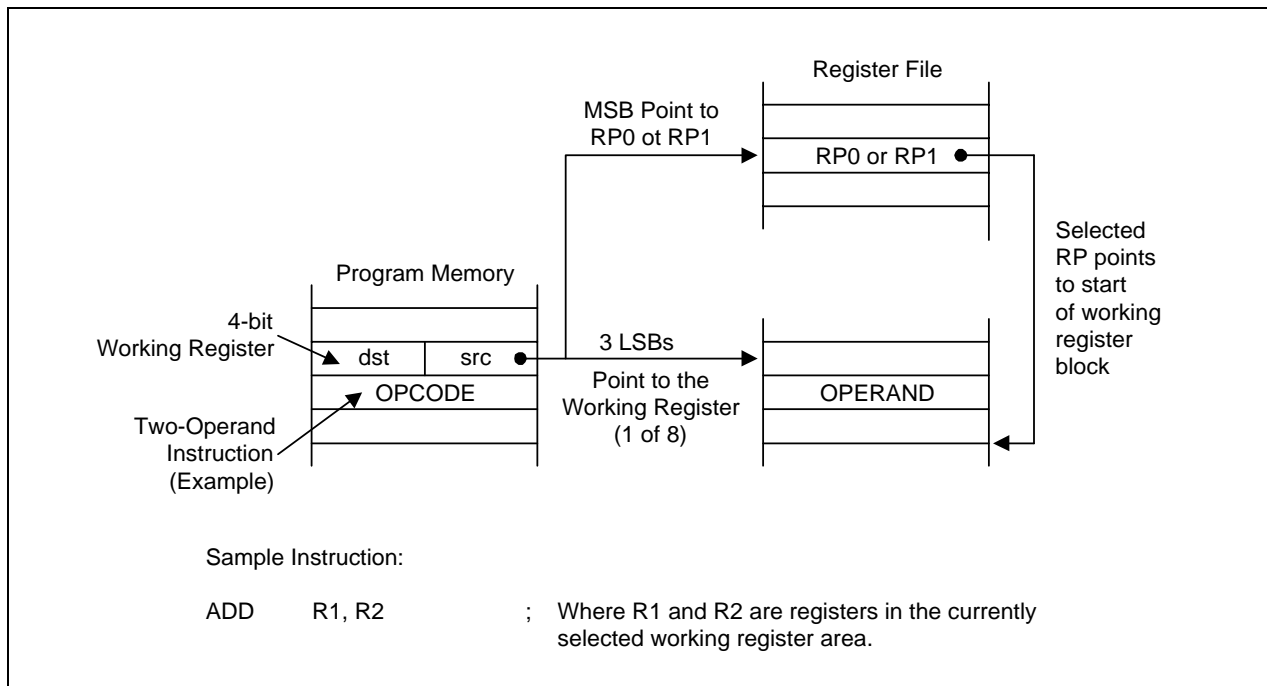 Register File
MSB Point to
RP0 ot RP1
RP0 or RP1
Selected
RP points
to start
of working
register
block
Program Memory
4-bit
Working Register
dst
src
3 LSBs
Point to the
Working Register
(1 of 8)
OPCODE
OPERAND
Two-Operand
Instruction
(Example)
Sample Instruction:
ADD R1, R2 ; Where R1 and R2 are registers in the currently
selected working register area.